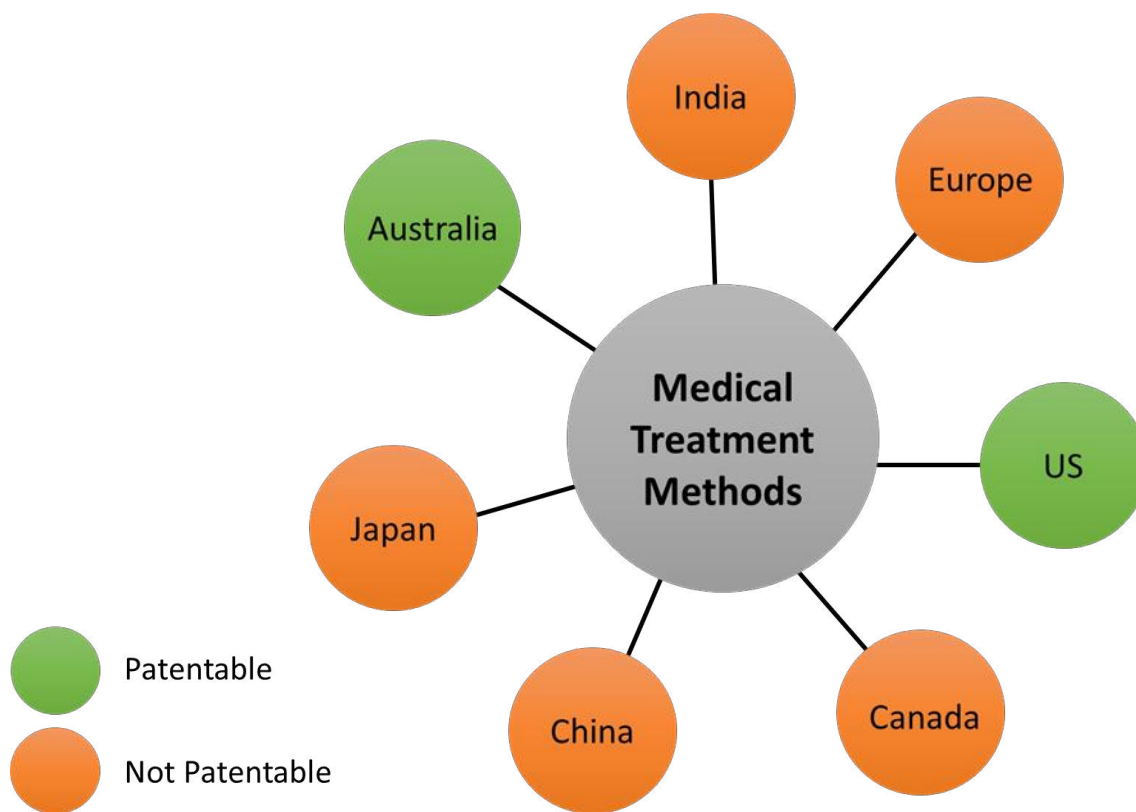 India
Europe
Australia
Medical
Treatment
Methods
US
Japan
China
Canada
Patentable
Not Patentable